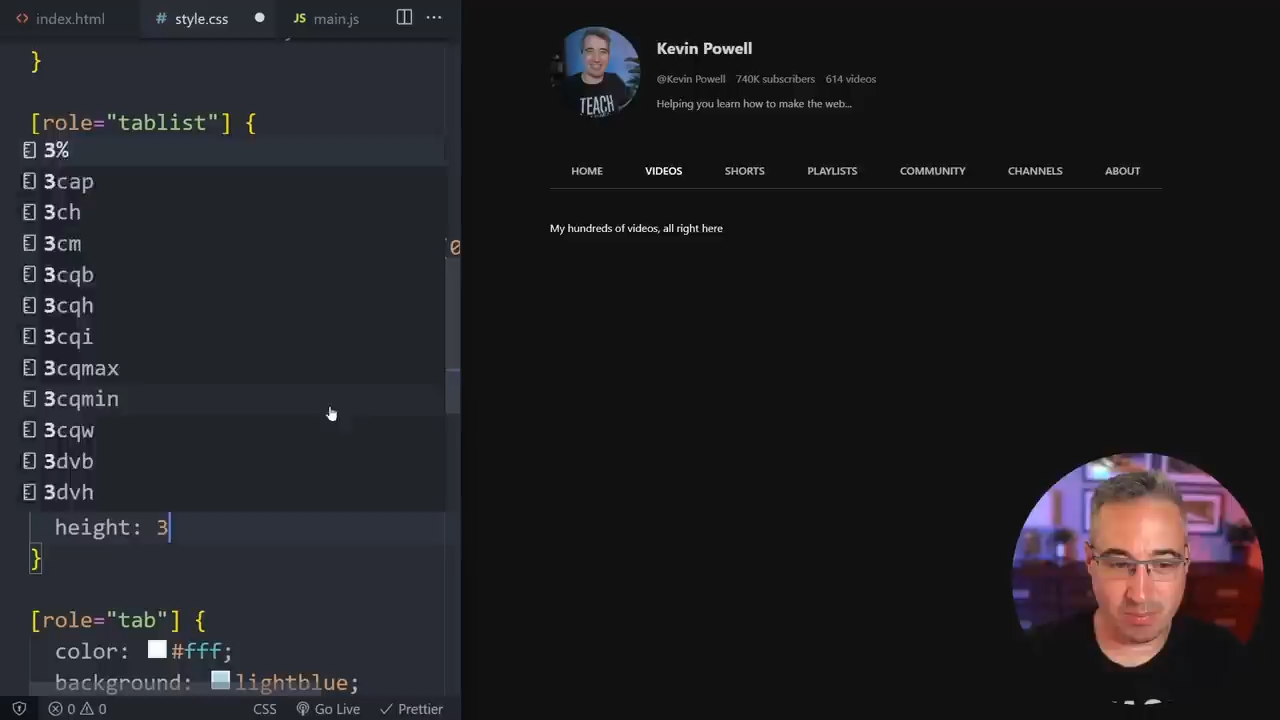 index.html
style.css
JS main.js
}
[role="tablist"] {
3%
3cap
3ch
3cm
3cqb
3cqh
3cqi
3cqmax
3cqmin
3cqw
3dvb
3dvh
height: 3
}
[role="tab"] {
color: #fff;
background: lightblue;
0 0
CSS
Go Live
Prettier
Kevin Powell
@Kevin Powell 740K subscribers 614 videos
Helping you learn how to make the web...
TEACH
HOME VIDEOS SHORTS PLAYLISTS COMMUNITY CHANNELS ABOUT
My hundreds of videos, all right here